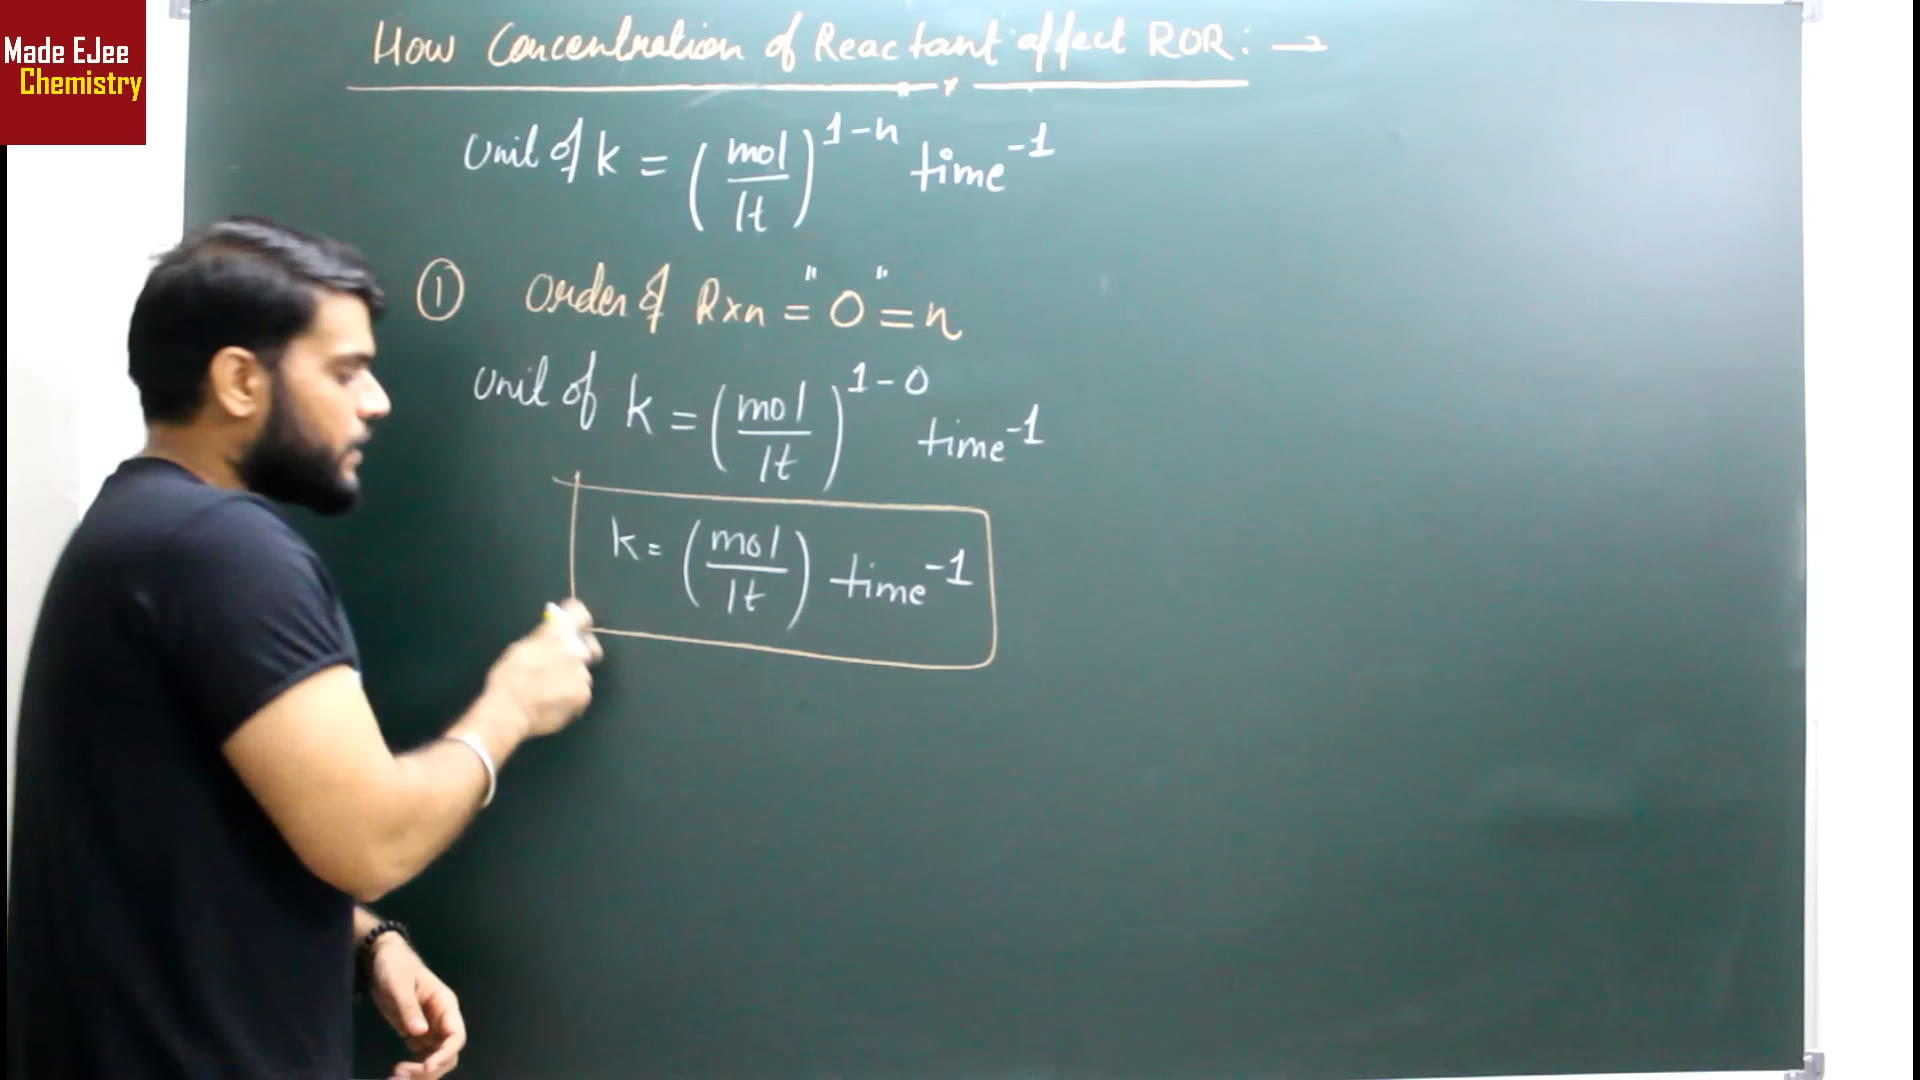 Made EJee
Chemistry
How Concentration of Reactant affect ROR: →
Unit of k = (mol/lt)^1-n time^-1
① Order of Rxn = "0" = n
Unit of k = (mol/lt)^1-0 time^-1
k = (mol/lt) time^-1